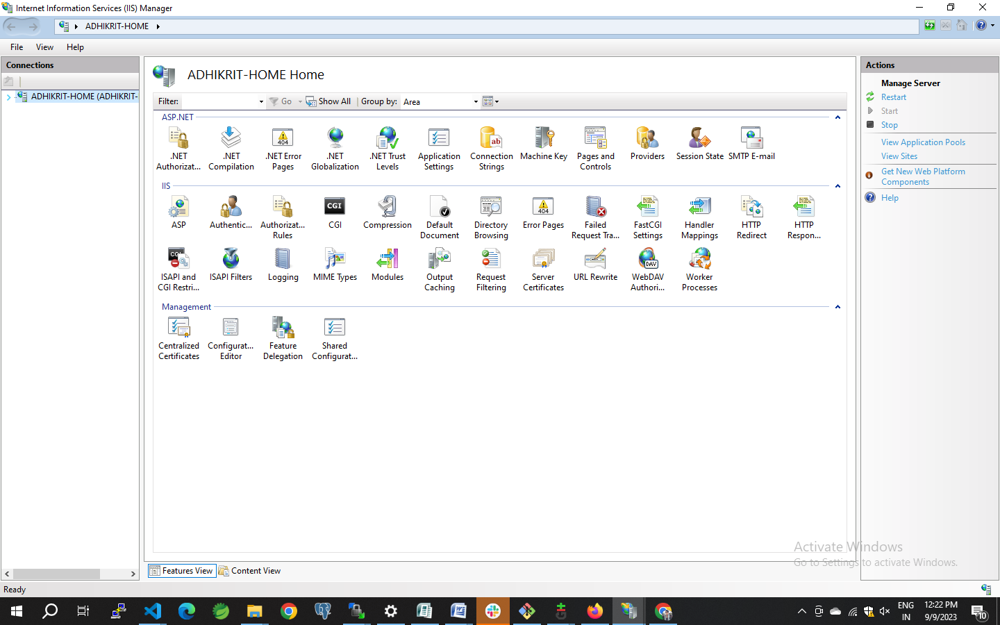 Internet Information Services (IIS) Manager
ADHIKRIT-HOME
File View Help
Connections
ADHIKRIT-HOME (ADHIKRIT-
ADHIKRIT-HOME Home
Filter: Go Show All Group by: Area
ASP.NET
.NET Authorizat...
.NET Compilation
.NET Error Pages
.NET Globalization
.NET Trust Levels
Application Settings
Connection Strings
Machine Key
Pages and Controls
Providers
Session State
SMTP E-mail
IIS
ASP
Authentic...
Authorizat... Rules
CGI
Compression
Default Document
Directory Browsing
Error Pages
Failed Request Tra...
FastCGI Settings
Handler Mappings
HTTP Redirect
HTTP Respon...
ISAPI and CGI Restri...
ISAPI Filters
Logging
MIME Types
Modules
Output Caching
Request Filtering
Server Certificates
URL Rewrite
WebDAV Authori...
Worker Processes
Management
Centralized Certificates
Configurat... Editor
Feature Delegation
Shared Configurat...
Features View Content View
Actions
Manage Server
Restart
Start
Stop
View Application Pools
View Sites
Get New Web Platform
Components
Help
Activate Windows
Go to Settings to activate Windows.
Ready
ENG
IN
12:22 PM
9/9/2023
10